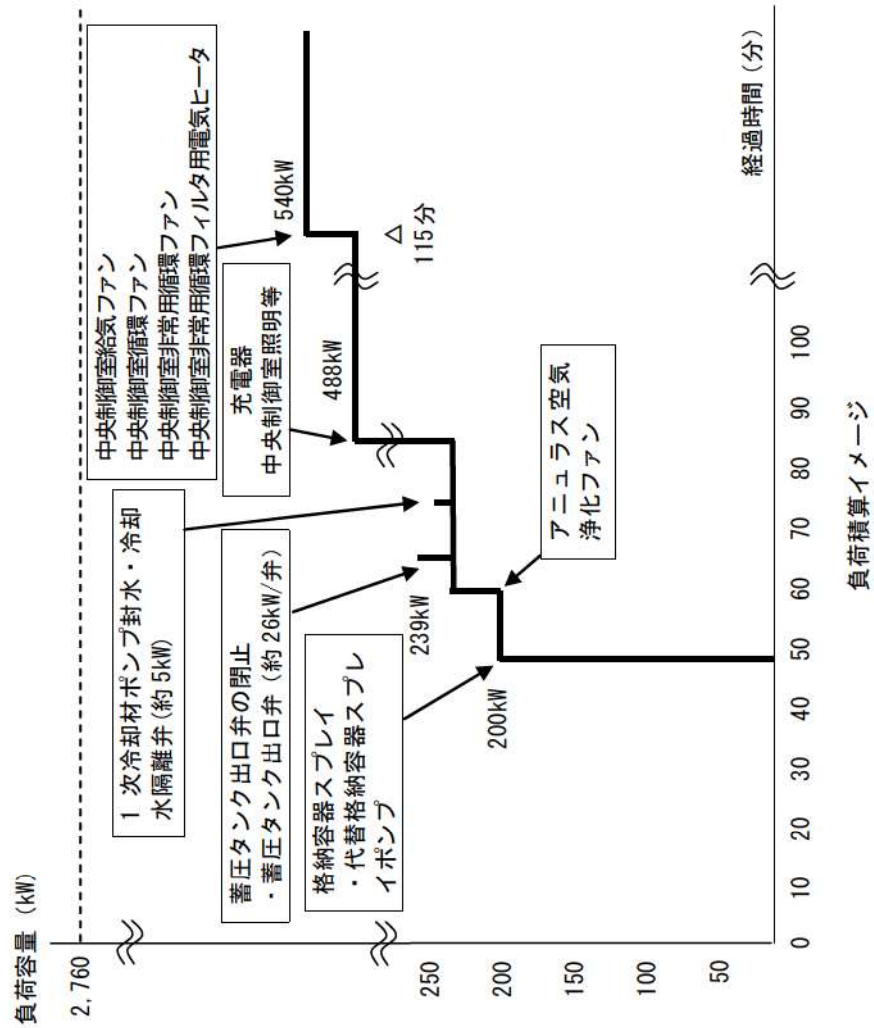 負荷容量 (kW)
2,760
中央制御室給気ファン
中央制御室循環ファン
中央制御室非常用循環ファン
中央制御室非常用循環フィルタ用電気ヒータ
1 次冷却材ポンプ封水・冷却
水隔離弁(約 5kW)
充電器
中央制御室照明等
540kW
蓄圧タンク出口弁の閉止
・蓄圧タンク出口弁 (約 26kW/弁)
488kW
△
115 分
格納容器スプレイ
・代替格納容器スプレ
イポンプ
239kW
200kW
アニュラス空気
浄化ファン
250
200
150
100
50
経過時間 (分)
0 10 20 30 40 50 60 70 80 90 100
負荷積算イメージ